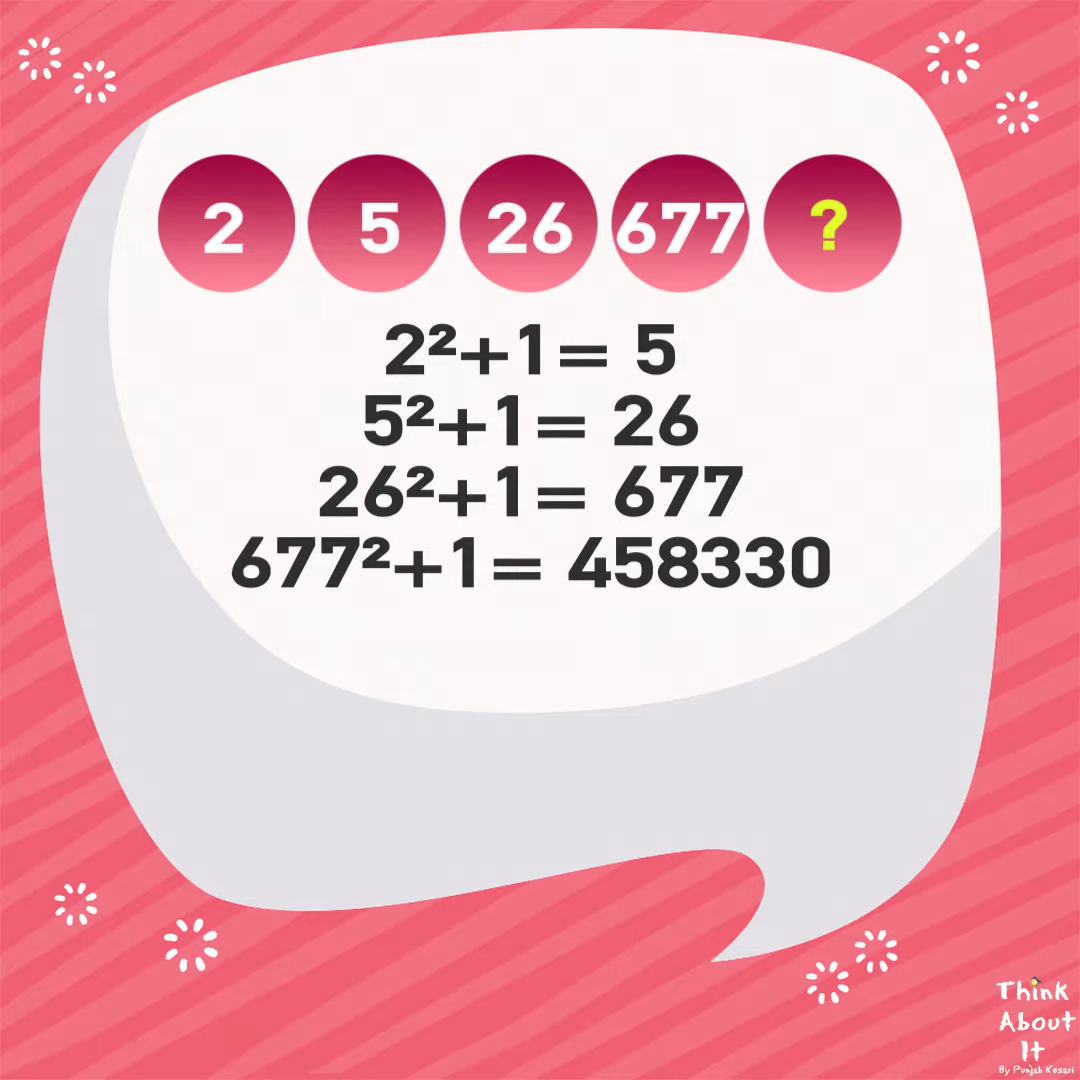 2 5 26 677 ?
2²+1= 5
5²+1= 26
26²+1= 677
677²+1= 458330
Think
About
It
By Punjab Kesari